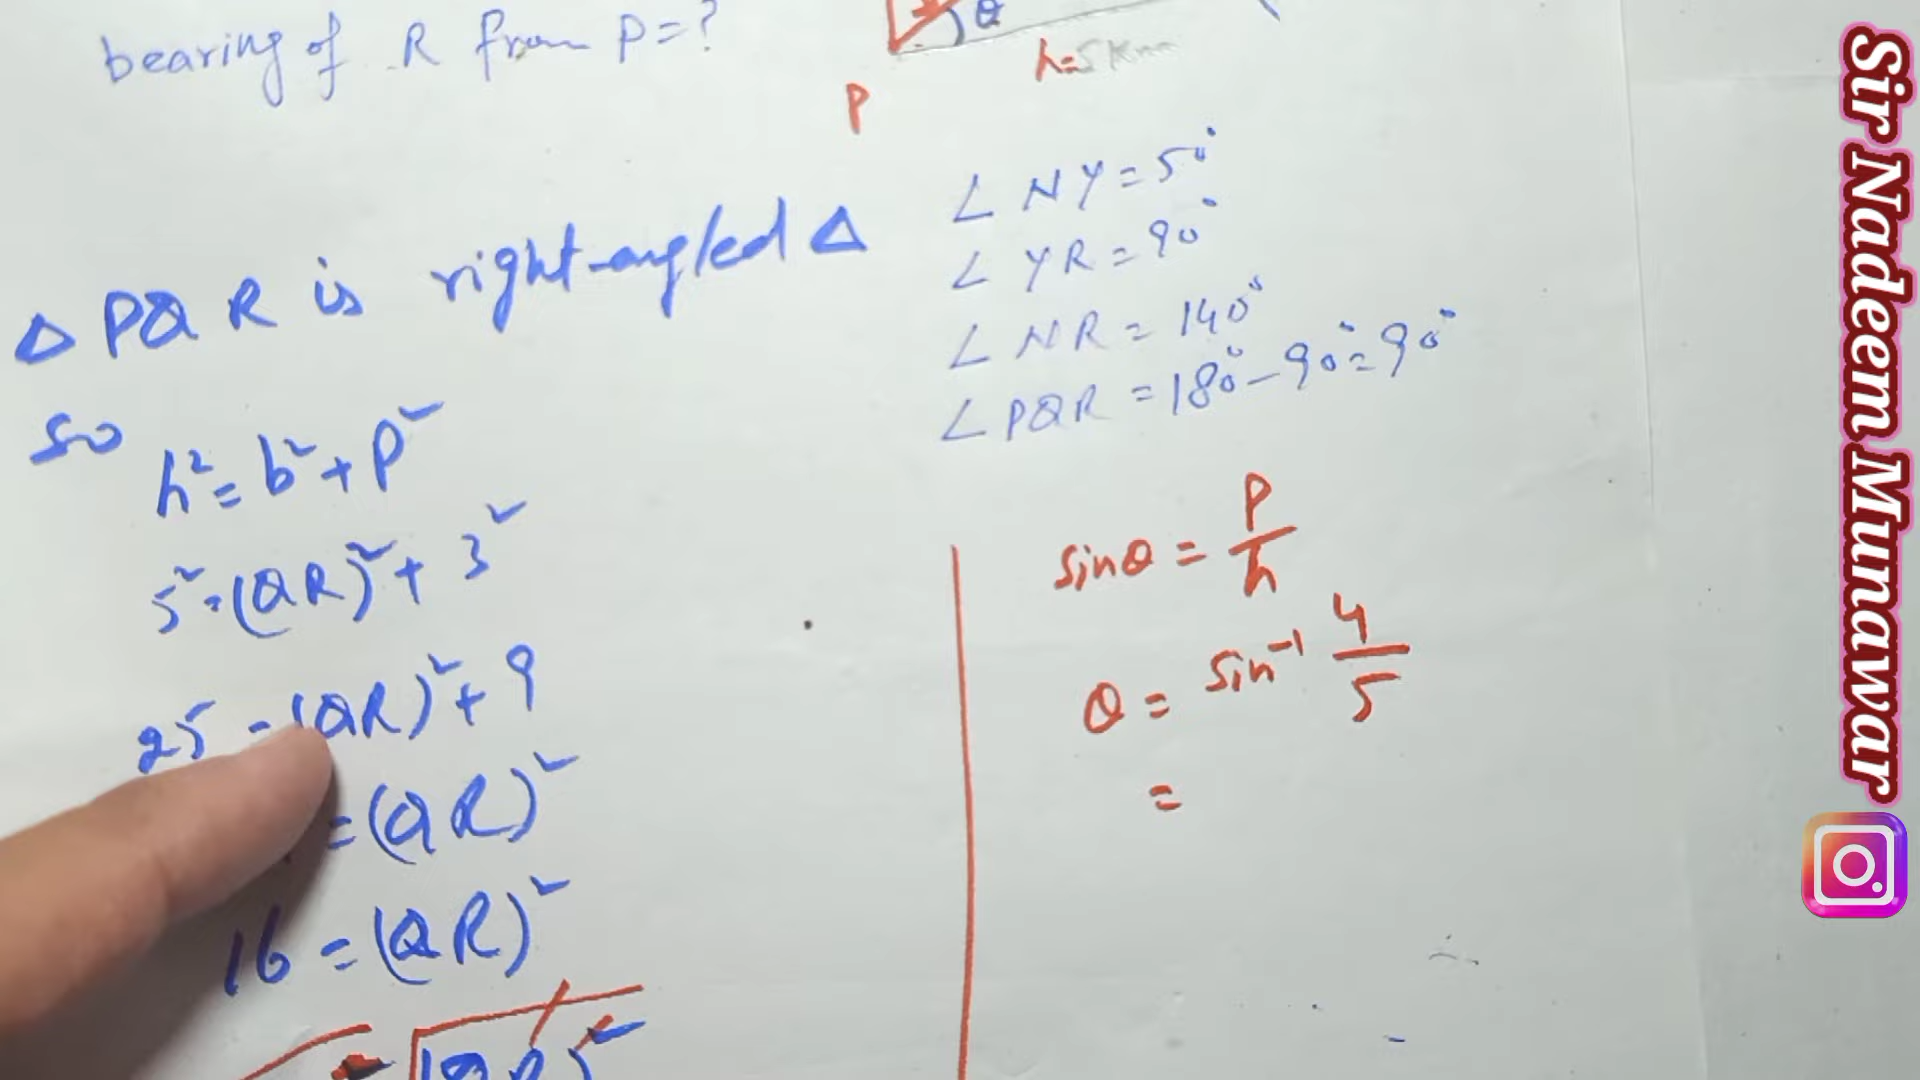 bearing of R from P = ?
θ
h=5Km
P
∠NY = 50°
∠YR = 90°
∠NR = 140°
∠PQR = 180° - 90° = 90°
Δ PQR is right-angled Δ
so
h² = b² + p²
5² = (QR)² + 3²
25 = (QR)² + 9
= (QR)²
16 = (QR)²
sinθ = p/h
θ = sin⁻¹ 4/5
=
Sir Nadeem Munawar